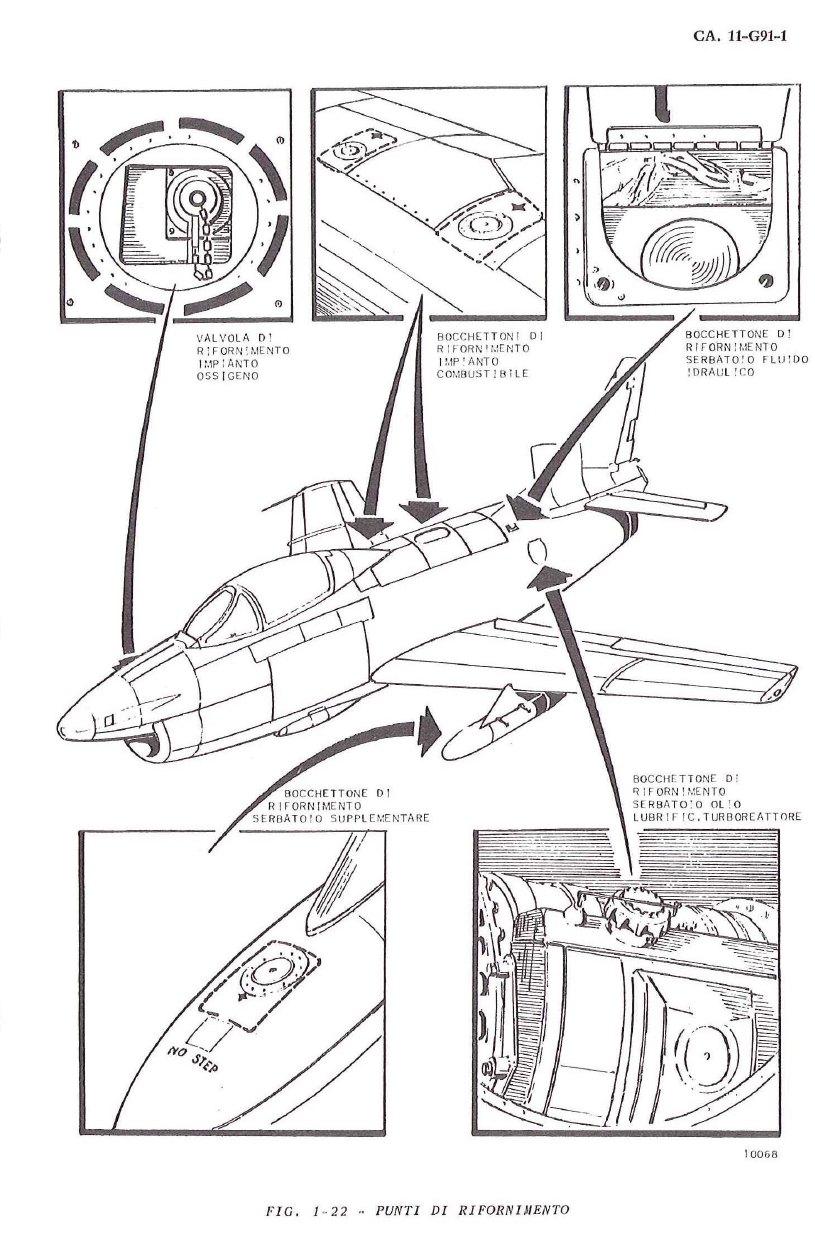 CA. 11-G91-1
VALVOLA DI
RIFORNIMENTO
IMPIANTO
OSSIGENO
BOCCHETTONI DI
RIFORNIMENTO
IMPIANTO
COMBUSTIBILE
BOCCHETTONE DI
RIFORNIMENTO
SERBATOIO FLUIDO
IDRAULICO
BOCCHETTONE DI
RIFORNIMENTO
SERBATOIO SUPPLEMENTARE
BOCCHETTONE DI
RIFORNIMENTO
SERBATOIO OLIO
LUBRIFIC. TURBOREATTORE
NO STEP
10068
FIG. 1-22 - PUNTI DI RIFORNIMENTO